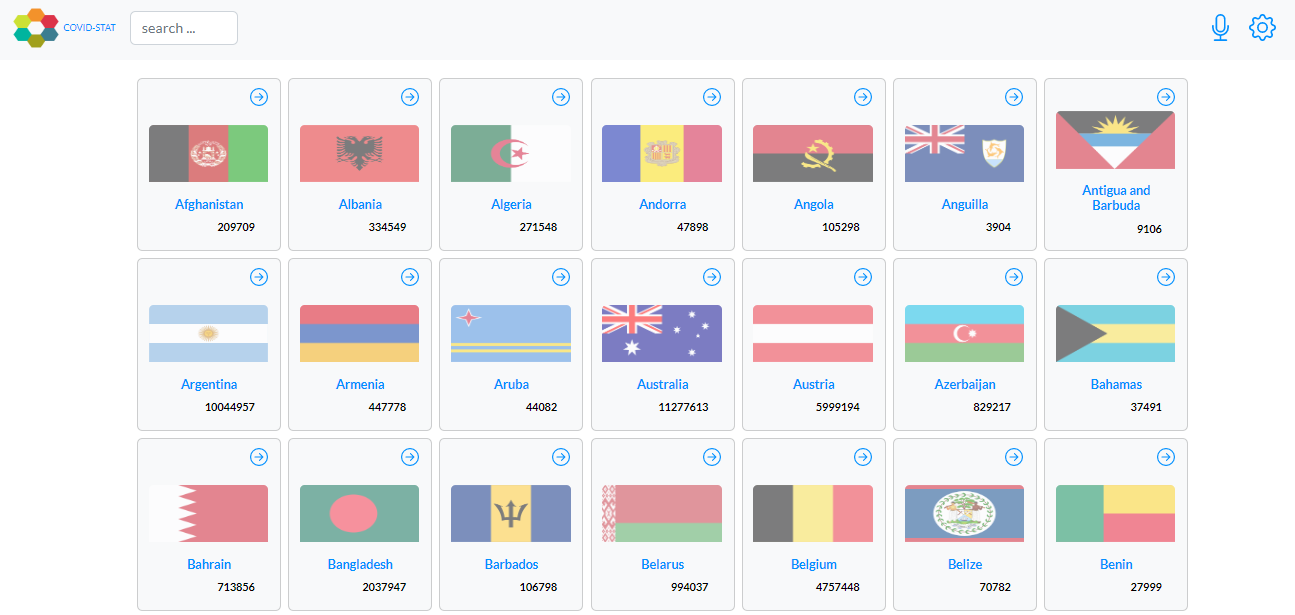 COVID-STAT
search ...
Afghanistan
209709
Albania
334549
Algeria
271548
Andorra
47898
Angola
105298
Anguilla
3904
Antigua and
Barbuda
9106
Argentina
10044957
Armenia
447778
Aruba
44082
Australia
11277613
Austria
5999194
Azerbaijan
829217
Bahamas
37491
Bahrain
713856
Bangladesh
2037947
Barbados
106798
Belarus
994037
Belgium
4757448
Belize
70782
Benin
27999